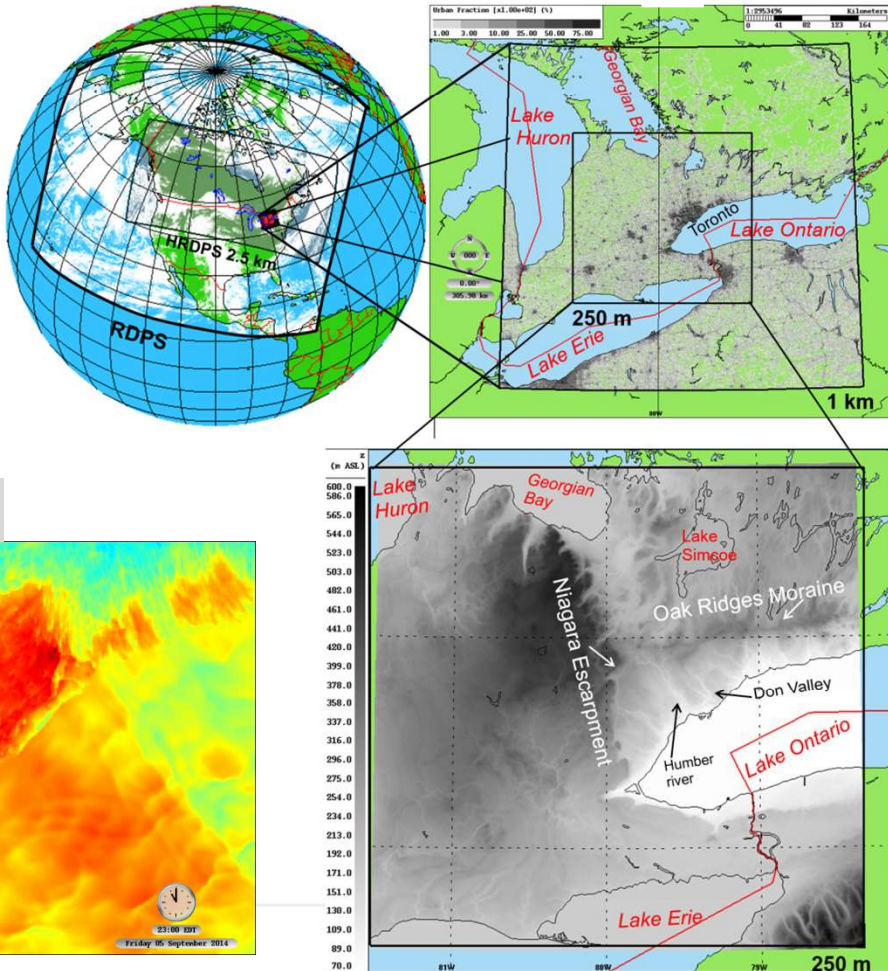 HRDPS 2.5 km
RDPS
Urban Fraction [x1.00e+02] (%)
1.00 3.00 10.00 25.00 50.00 75.00
1:2953496 Kilometers
0 41 82 123 164
Lake
Huron
Georgian Bay
Toronto
Lake Ontario
N
W 000 E
S
0.00°
305.98 km
250 m
Lake Erie
1 km
80W
z
(m ASL)
600.0
586.0
565.0
544.0
523.0
503.0
482.0
461.0
441.0
420.0
399.0
378.0
358.0
337.0
316.0
296.0
275.0
254.0
234.0
213.0
192.0
171.0
151.0
130.0
109.0
89.0
70.0
Lake
Huron
Georgian
Bay
Lake
Simcoe
Oak Ridges Moraine
Niagara Escarpment
Don Valley
Humber
river
Lake Ontario
Lake Erie
81W
80W
79W
250 m
23:00 EDT
Friday 05 September 2014